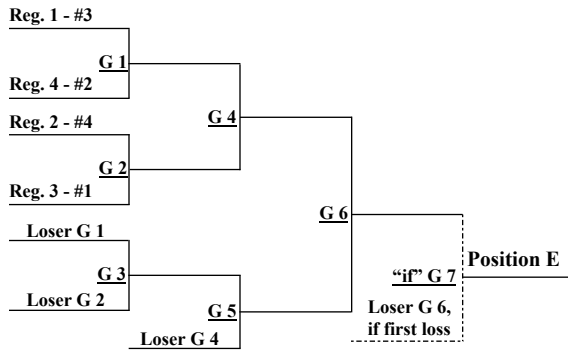 Reg. 1 - #3
G 1
Reg. 4 - #2
G 4
Reg. 2 - #4
G 2
Reg. 3 - #1
G 6
Loser G 1
G 3
Loser G 2
G 5
Loser G 4
Position E
“if” G 7
Loser G 6,
if first loss